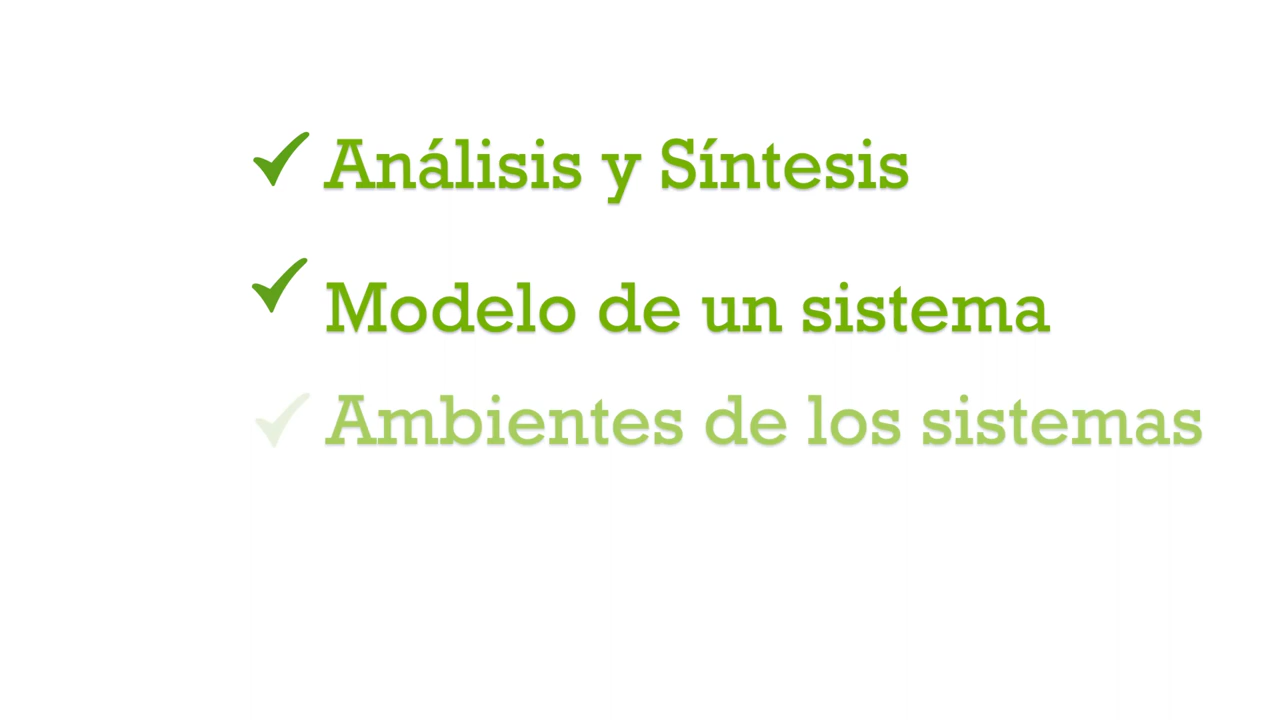 Análisis y Síntesis
Modelo de un sistema
Ambientes de los sistemas